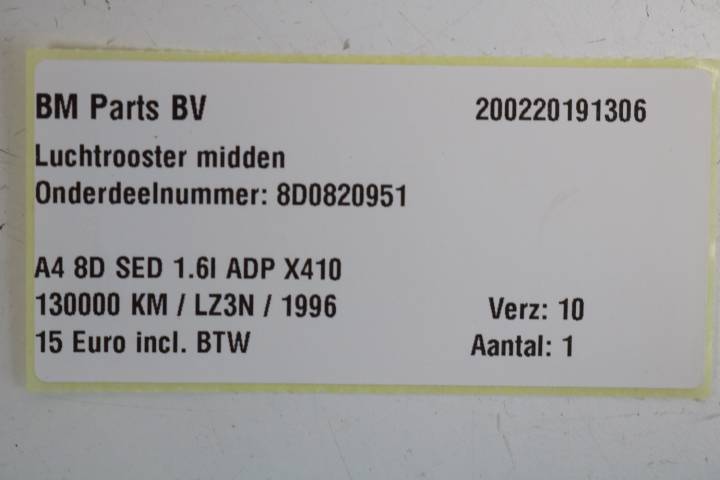 BM Parts BV 200220191306
Luchtrooster midden
Onderdeelnummer: 8D0820951
A4 8D SED 1.6I ADP X410
130000 KM / LZ3N / 1996 Verz: 10
15 Euro incl. BTW Aantal: 1